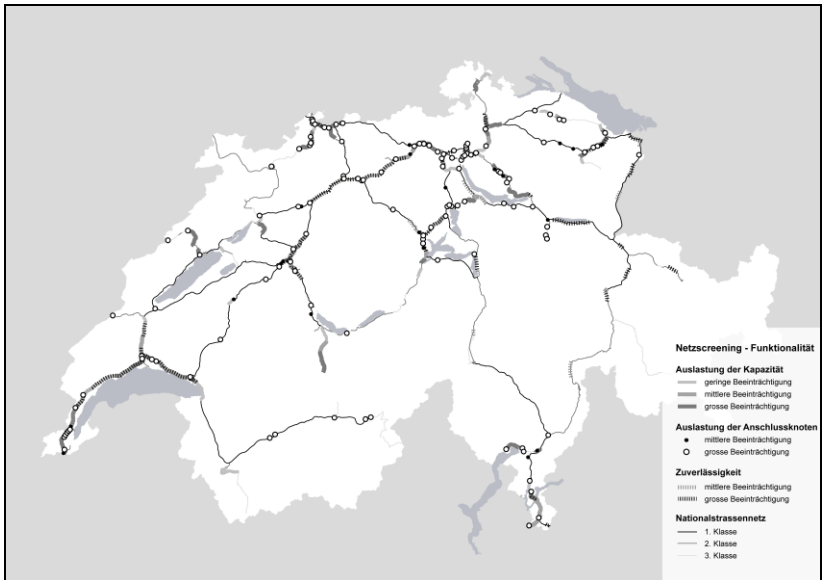 Netzscreening - Funktionalität
Auslastung der Kapazität
geringe Beeinträchtigung
mittlere Beeinträchtigung
grosse Beeinträchtigung
Auslastung der Anschlussknoten
mittlere Beeinträchtigung
grosse Beeinträchtigung
Zuverlässigkeit
mittlere Beeinträchtigung
grosse Beeinträchtigung
Nationalstrassennetz
1. Klasse
2. Klasse
3. Klasse